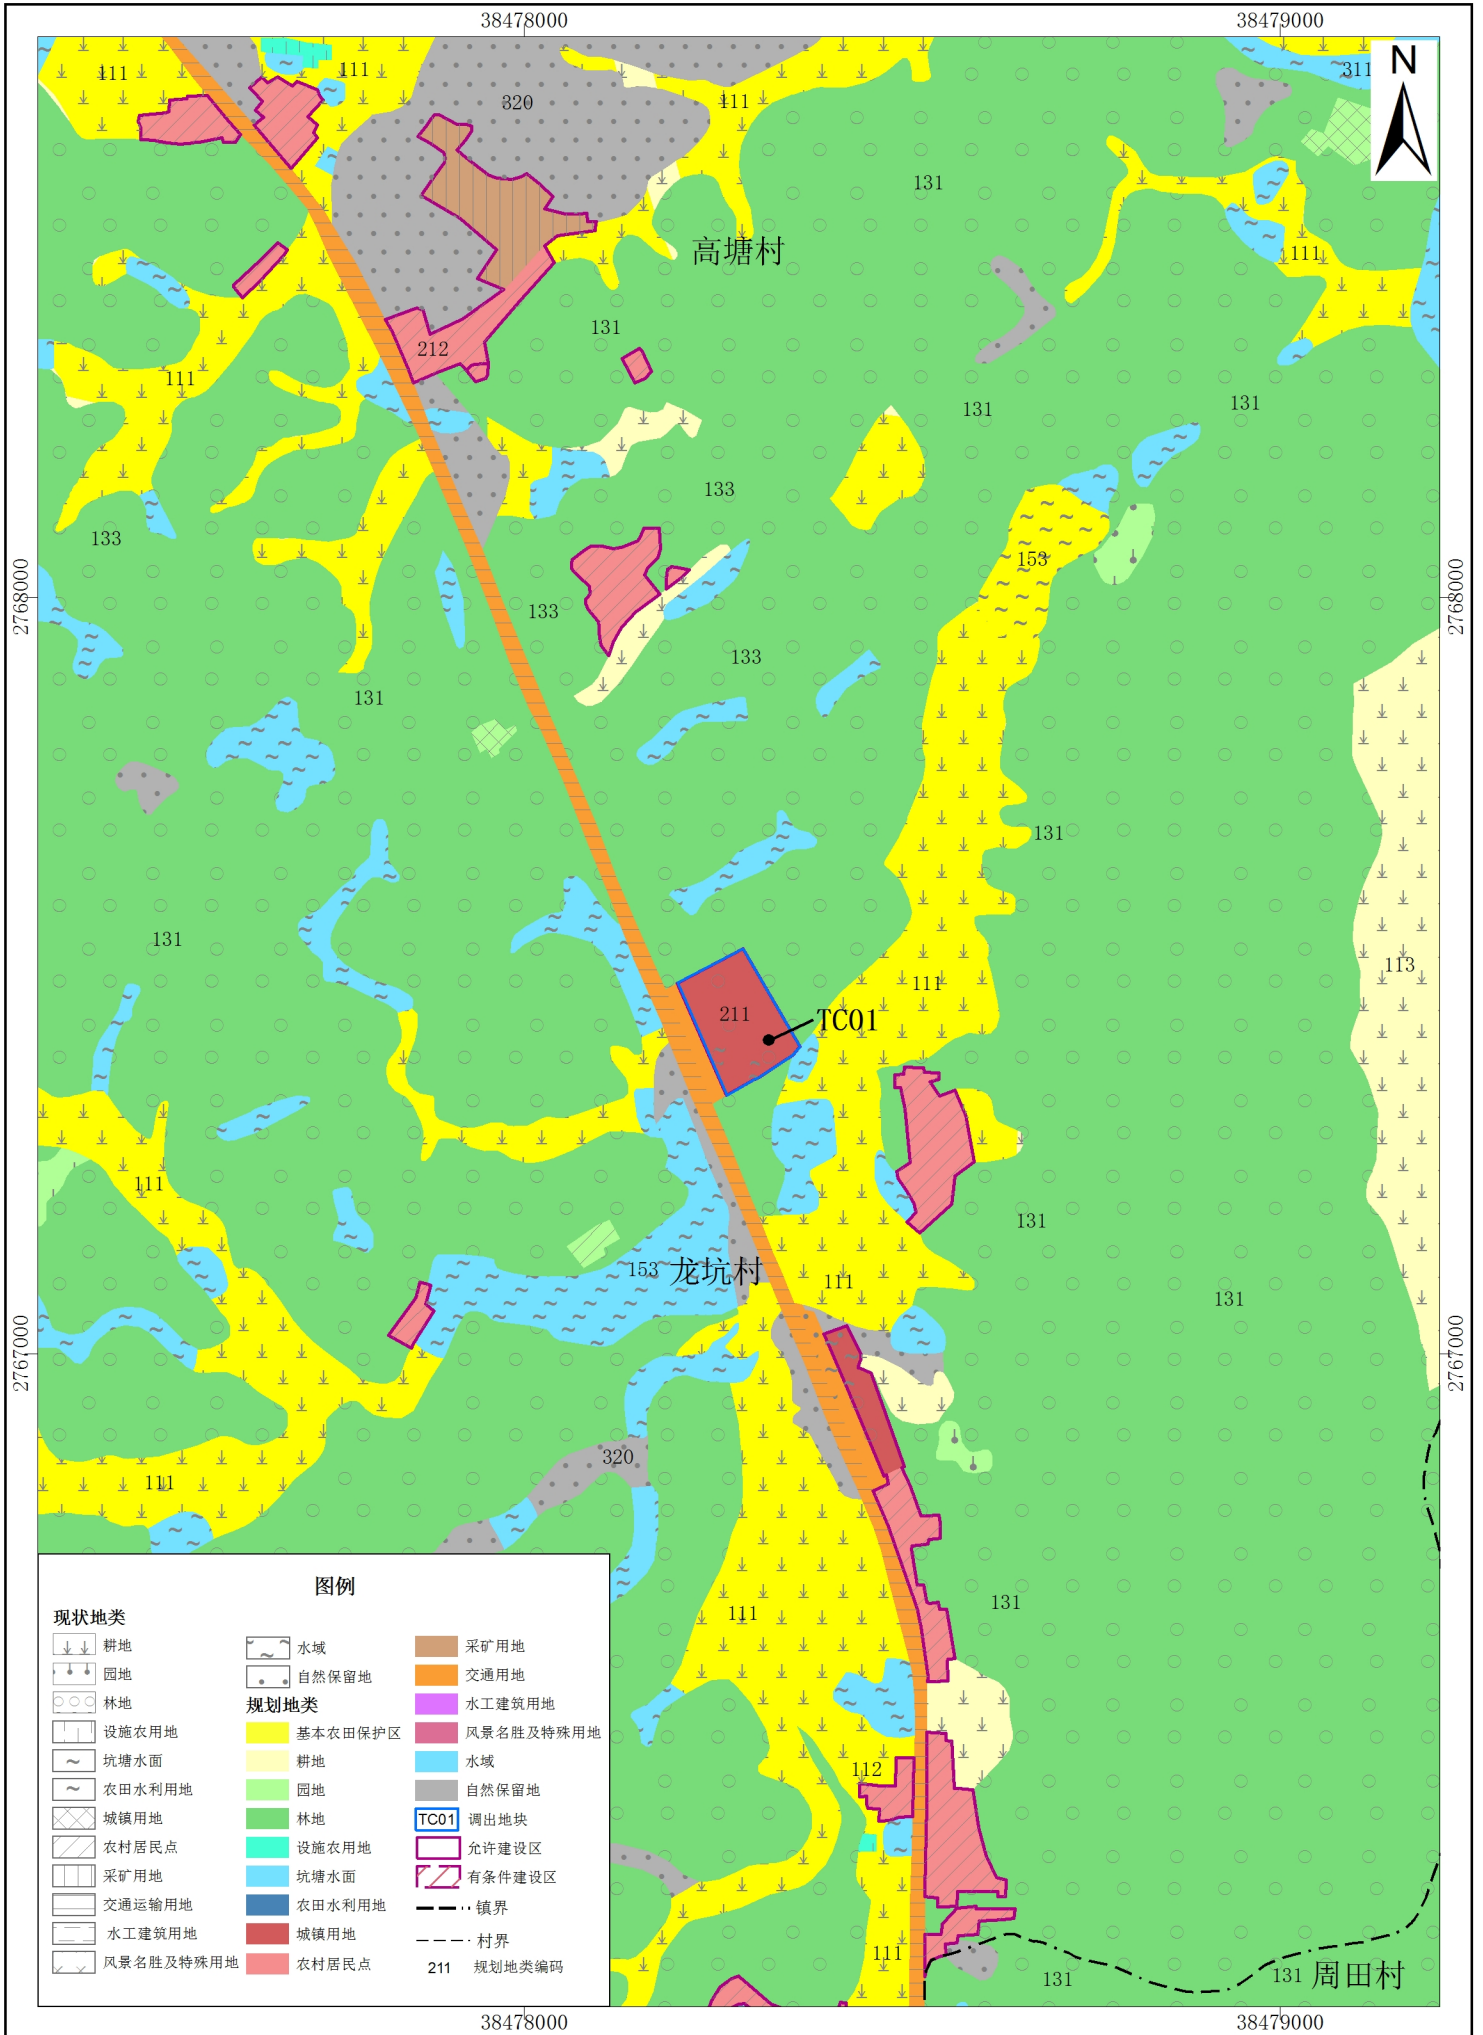 38478000
38479000
N
111
111
320
111
311
131
高塘村
111
131
212
111
131
131
133
133
153
2768000
133
2768000
133
131
131
131
113
111
211
TC01
111
131
153
龙坑村
111
131
2767000
2767000
320
111
131
111
112
111
131
131
周田村
图例
现状地类
耕地
园地
林地
设施农用地
坑塘水面
农田水利用地
城镇用地
农村居民点
采矿用地
交通运输用地
水工建筑用地
风景名胜及特殊用地
水域
自然保留地
规划地类
基本农田保护区
耕地
园地
林地
设施农用地
坑塘水面
农田水利用地
城镇用地
农村居民点
采矿用地
交通用地
水工建筑用地
风景名胜及特殊用地
水域
自然保留地
TC01 调出地块
允许建设区
有条件建设区
镇界
村界
211 规划地类编码
38478000
38479000